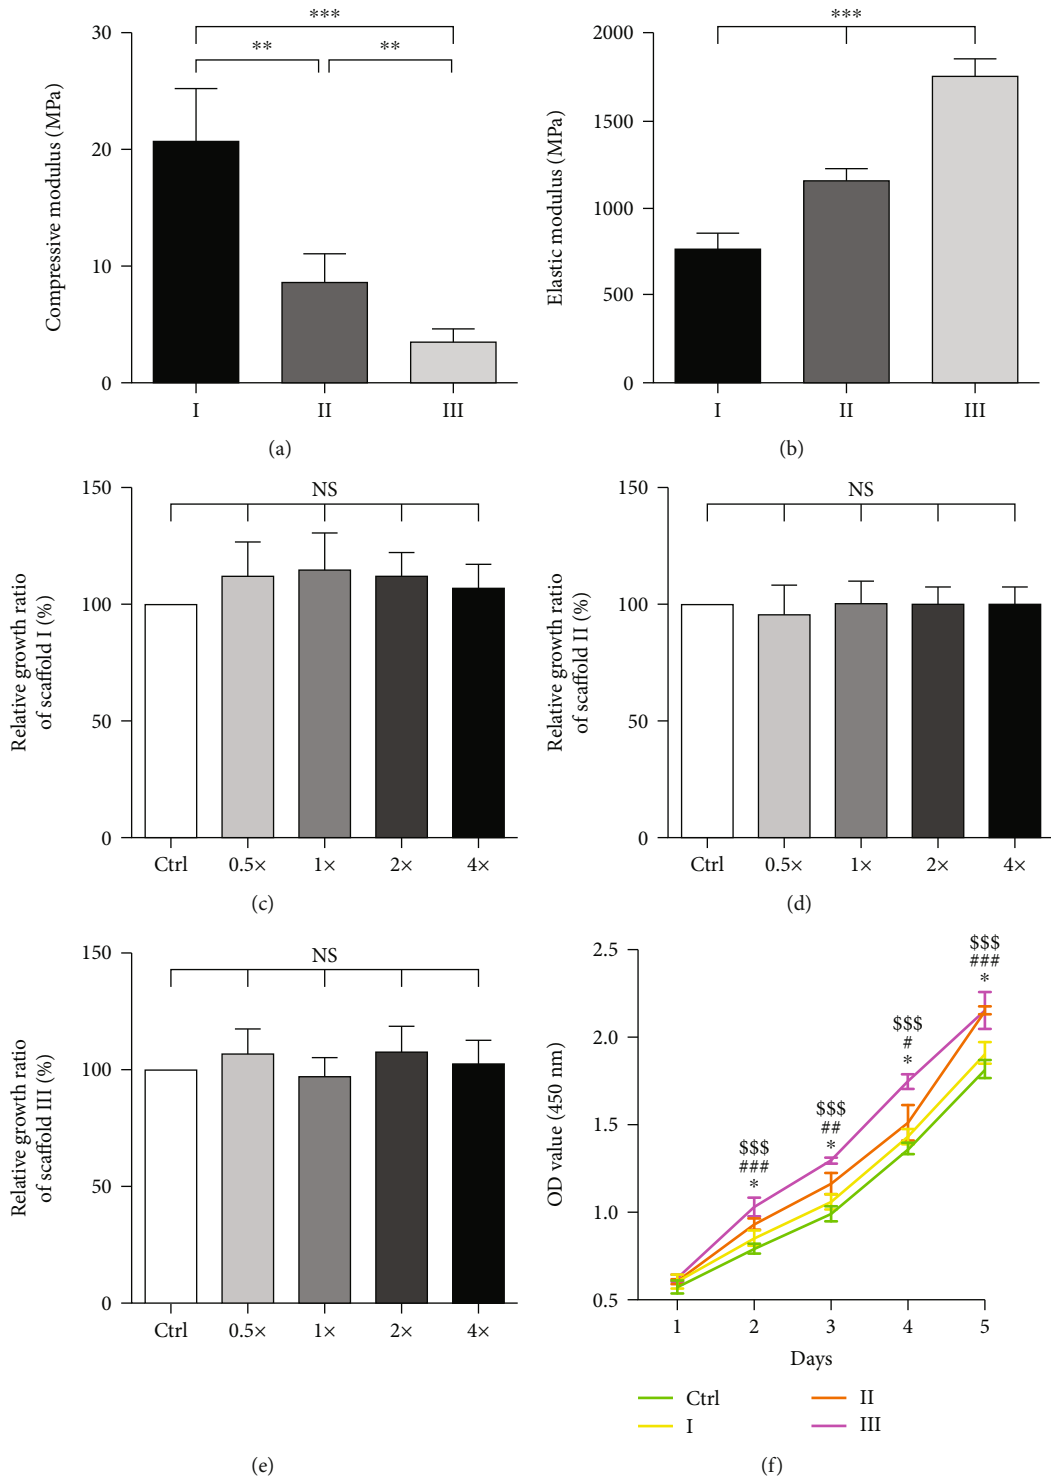 ***
**
**
30
20
10
0
Compressive modulus (MPa)
I
II
III
(a)
***
2000
1500
1000
500
0
Elastic modulus (MPa)
I
II
III
(b)
NS
150
100
50
0
Relative growth ratio
of scaffold I (%)
Ctrl
0.5×
1×
2×
4×
(c)
NS
150
100
50
0
Relative growth ratio
of scaffold II (%)
Ctrl
0.5×
1×
2×
4×
(d)
NS
150
100
50
0
Relative growth ratio
of scaffold III (%)
Ctrl
0.5×
1×
2×
4×
(e)
2.5
2.0
1.5
1.0
0.5
OD value (450 nm)
$$$
###
*
$$$
##
*
$$$
#
*
$$$
###
*
1
2
3
4
5
Days
Ctrl
I
II
III
(f)